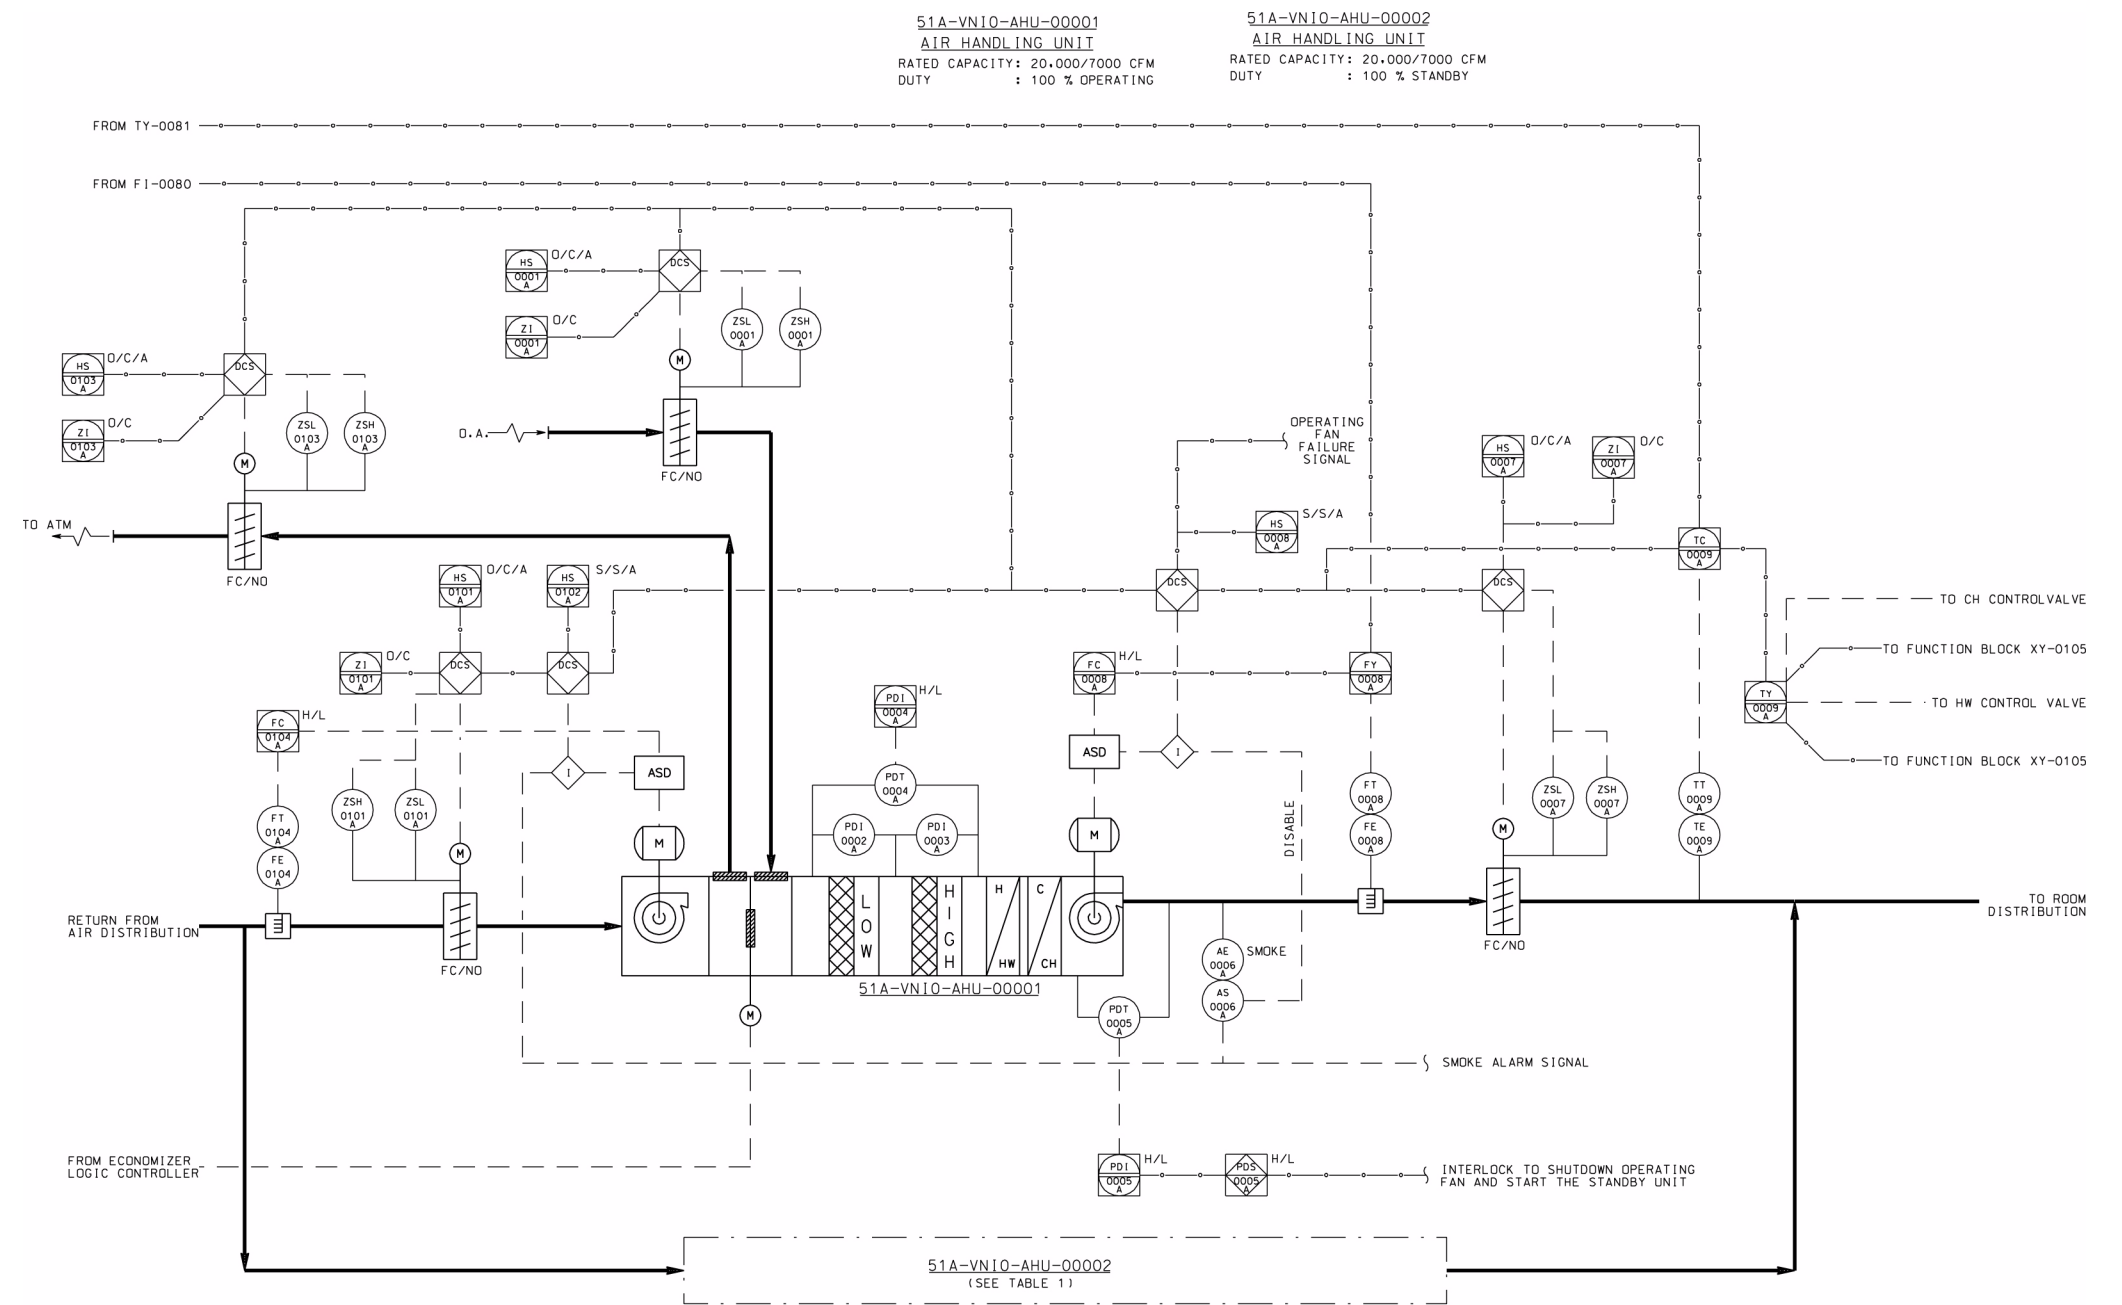 51A-VNIO-AHU-00001
AIR HANDLING UNIT
RATED CAPACITY: 20,000/7000 CFM
DUTY : 100 % OPERATING
51A-VNIO-AHU-00002
AIR HANDLING UNIT
RATED CAPACITY: 20,000/7000 CFM
DUTY : 100 % STANDBY
FROM TY-0081
FROM FI-0080
HS
0001
A
O/C/A
DCS
ZI
0001
A
O/C
ZSL
0001
A
ZSH
0001
A
M
FC/NO
O.A.
HS
0103
A
O/C/A
DCS
ZI
0103
A
O/C
ZSL
0103
A
ZSH
0103
A
M
FC/NO
TO ATM
OPERATING
FAN
FAILURE
SIGNAL
HS
0008
A
S/S/A
DCS
HS
0007
A
O/C/A
ZI
0007
A
O/C
DCS
TC
0009
A
HS
0101
A
O/C/A
HS
0102
A
S/S/A
ZI
0101
A
O/C
DCS
DCS
FC
0104
A
H/L
I
ASD
M
FT
0104
A
FE
0104
A
ZSH
0101
A
ZSL
0101
A
M
FC/NO
RETURN FROM
AIR DISTRIBUTION
PDI
0004
A
H/L
PDT
0004
A
PDI
0002
A
PDI
0003
A
LOW
HIGH
H
HW
C
CH
51A-VNIO-AHU-00001
M
FC
0008
A
H/L
FY
0008
A
ASD
I
M
DISABLE
FT
0008
A
FE
0008
A
ZSL
0007
A
ZSH
0007
A
M
FC/NO
TT
0009
A
TE
0009
A
TY
0009
A
TO CH CONTROLVALVE
TO FUNCTION BLOCK XY-0105
TO HW CONTROL VALVE
TO FUNCTION BLOCK XY-0105
TO ROOM
DISTRIBUTION
AE
0006
A
SMOKE
AS
0006
A
PDT
0005
A
SMOKE ALARM SIGNAL
FROM ECONOMIZER
LOGIC CONTROLLER
PDI
0005
A
H/L
PDS
0005
A
H/L
INTERLOCK TO SHUTDOWN OPERATING
FAN AND START THE STANDBY UNIT
51A-VNIO-AHU-00002
(SEE TABLE 1)